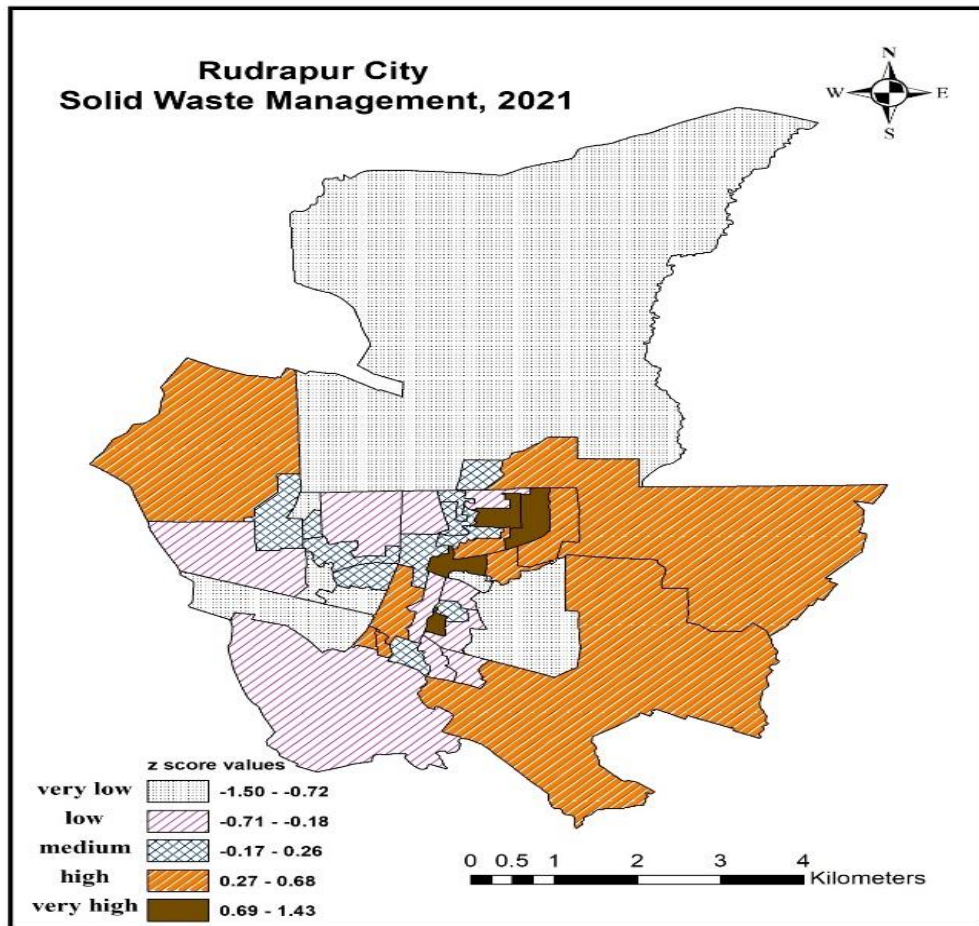 Rudrapur City
Solid Waste Management, 2021
N
W E
S
z score values
very low -1.50 - -0.72
low -0.71 - -0.18
medium -0.17 - 0.26
high 0.27 - 0.68
very high 0.69 - 1.43
0 0.5 1 2 3 4
Kilometers